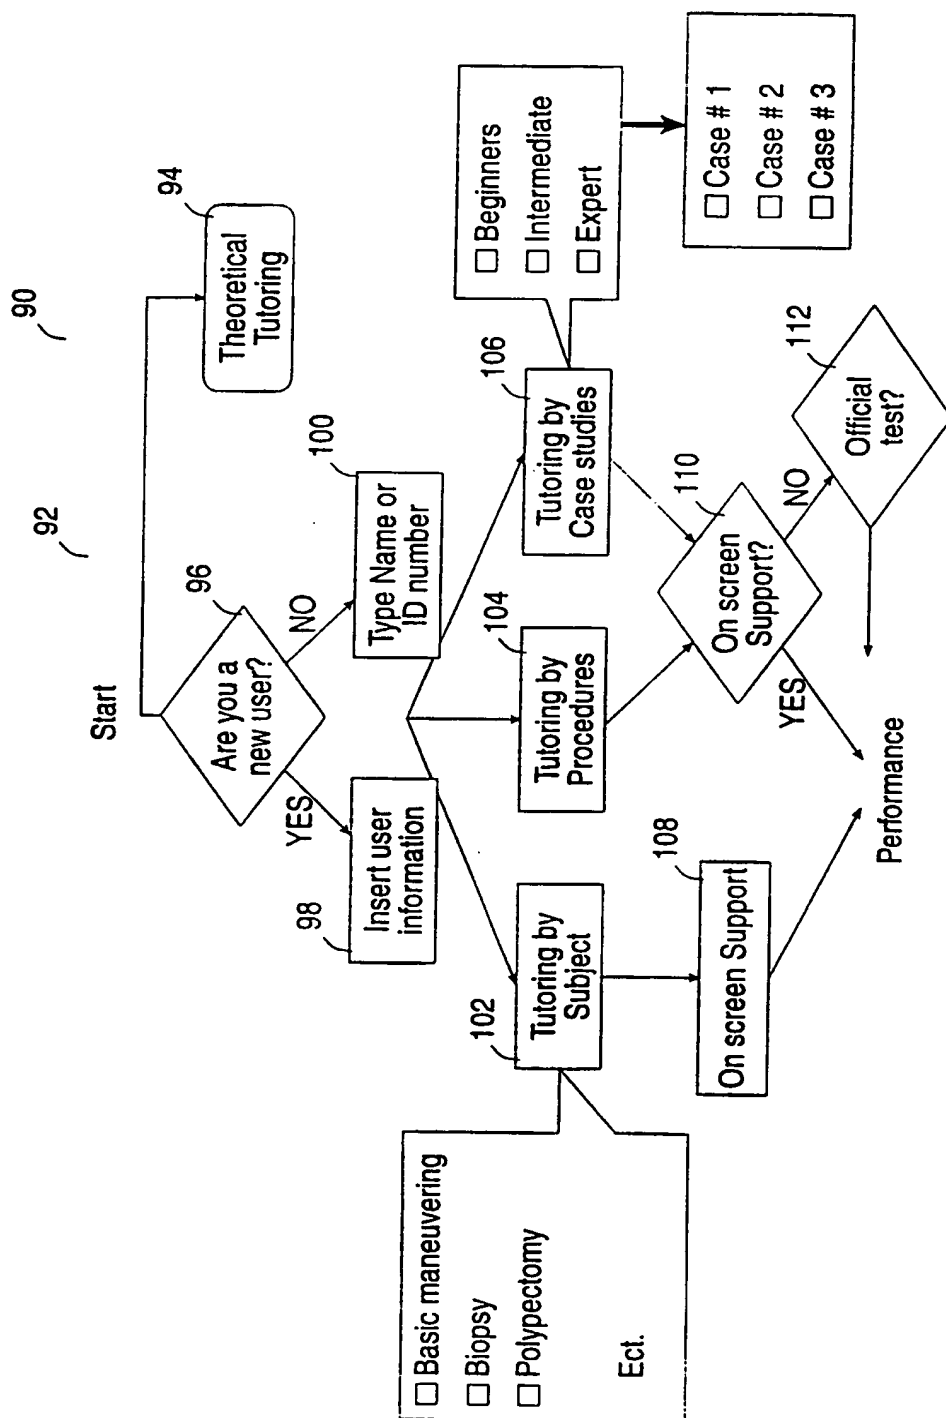 90
92
Start
Are you a
new user?
96
Theoretical
Tutoring
94
YES
NO
98
Insert user
information
Type Name or
ID number
100
102
Tutoring by
Subject
104
Tutoring by
Procedures
106
Tutoring by
Case studies
Basic maneuvering
Biopsy
Polypectomy
Ect.
Beginners
Intermediate
Expert
Case # 1
Case # 2
Case # 3
108
On screen Support
On screen
Support?
110
YES
NO
Official
test?
112
Performance